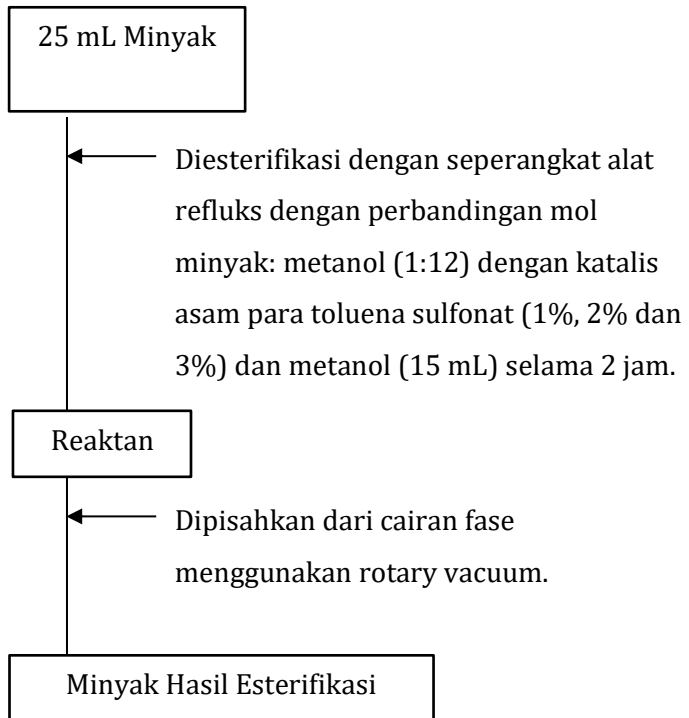 25 mL Minyak
Diesterifikasi dengan seperangkat alat
refluks dengan perbandingan mol
minyak: metanol (1:12) dengan katalis
asam para toluena sulfonat (1%, 2% dan
3%) dan metanol (15 mL) selama 2 jam.
Reaktan
Dipisahkan dari cairan fase
menggunakan rotary vacuum.
Minyak Hasil Esterifikasi